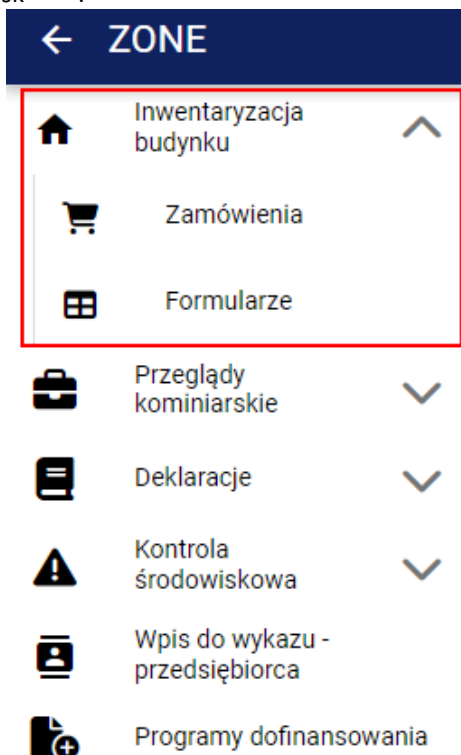 ZONE
Inwentaryzacja
budynku
Zamówienia
Formularze
Przeglądy
kominiarskie
Deklaracje
Kontrola
środowiskowa
Wpis do wykazu -
przedsiębiorca
Programy dofinansowania